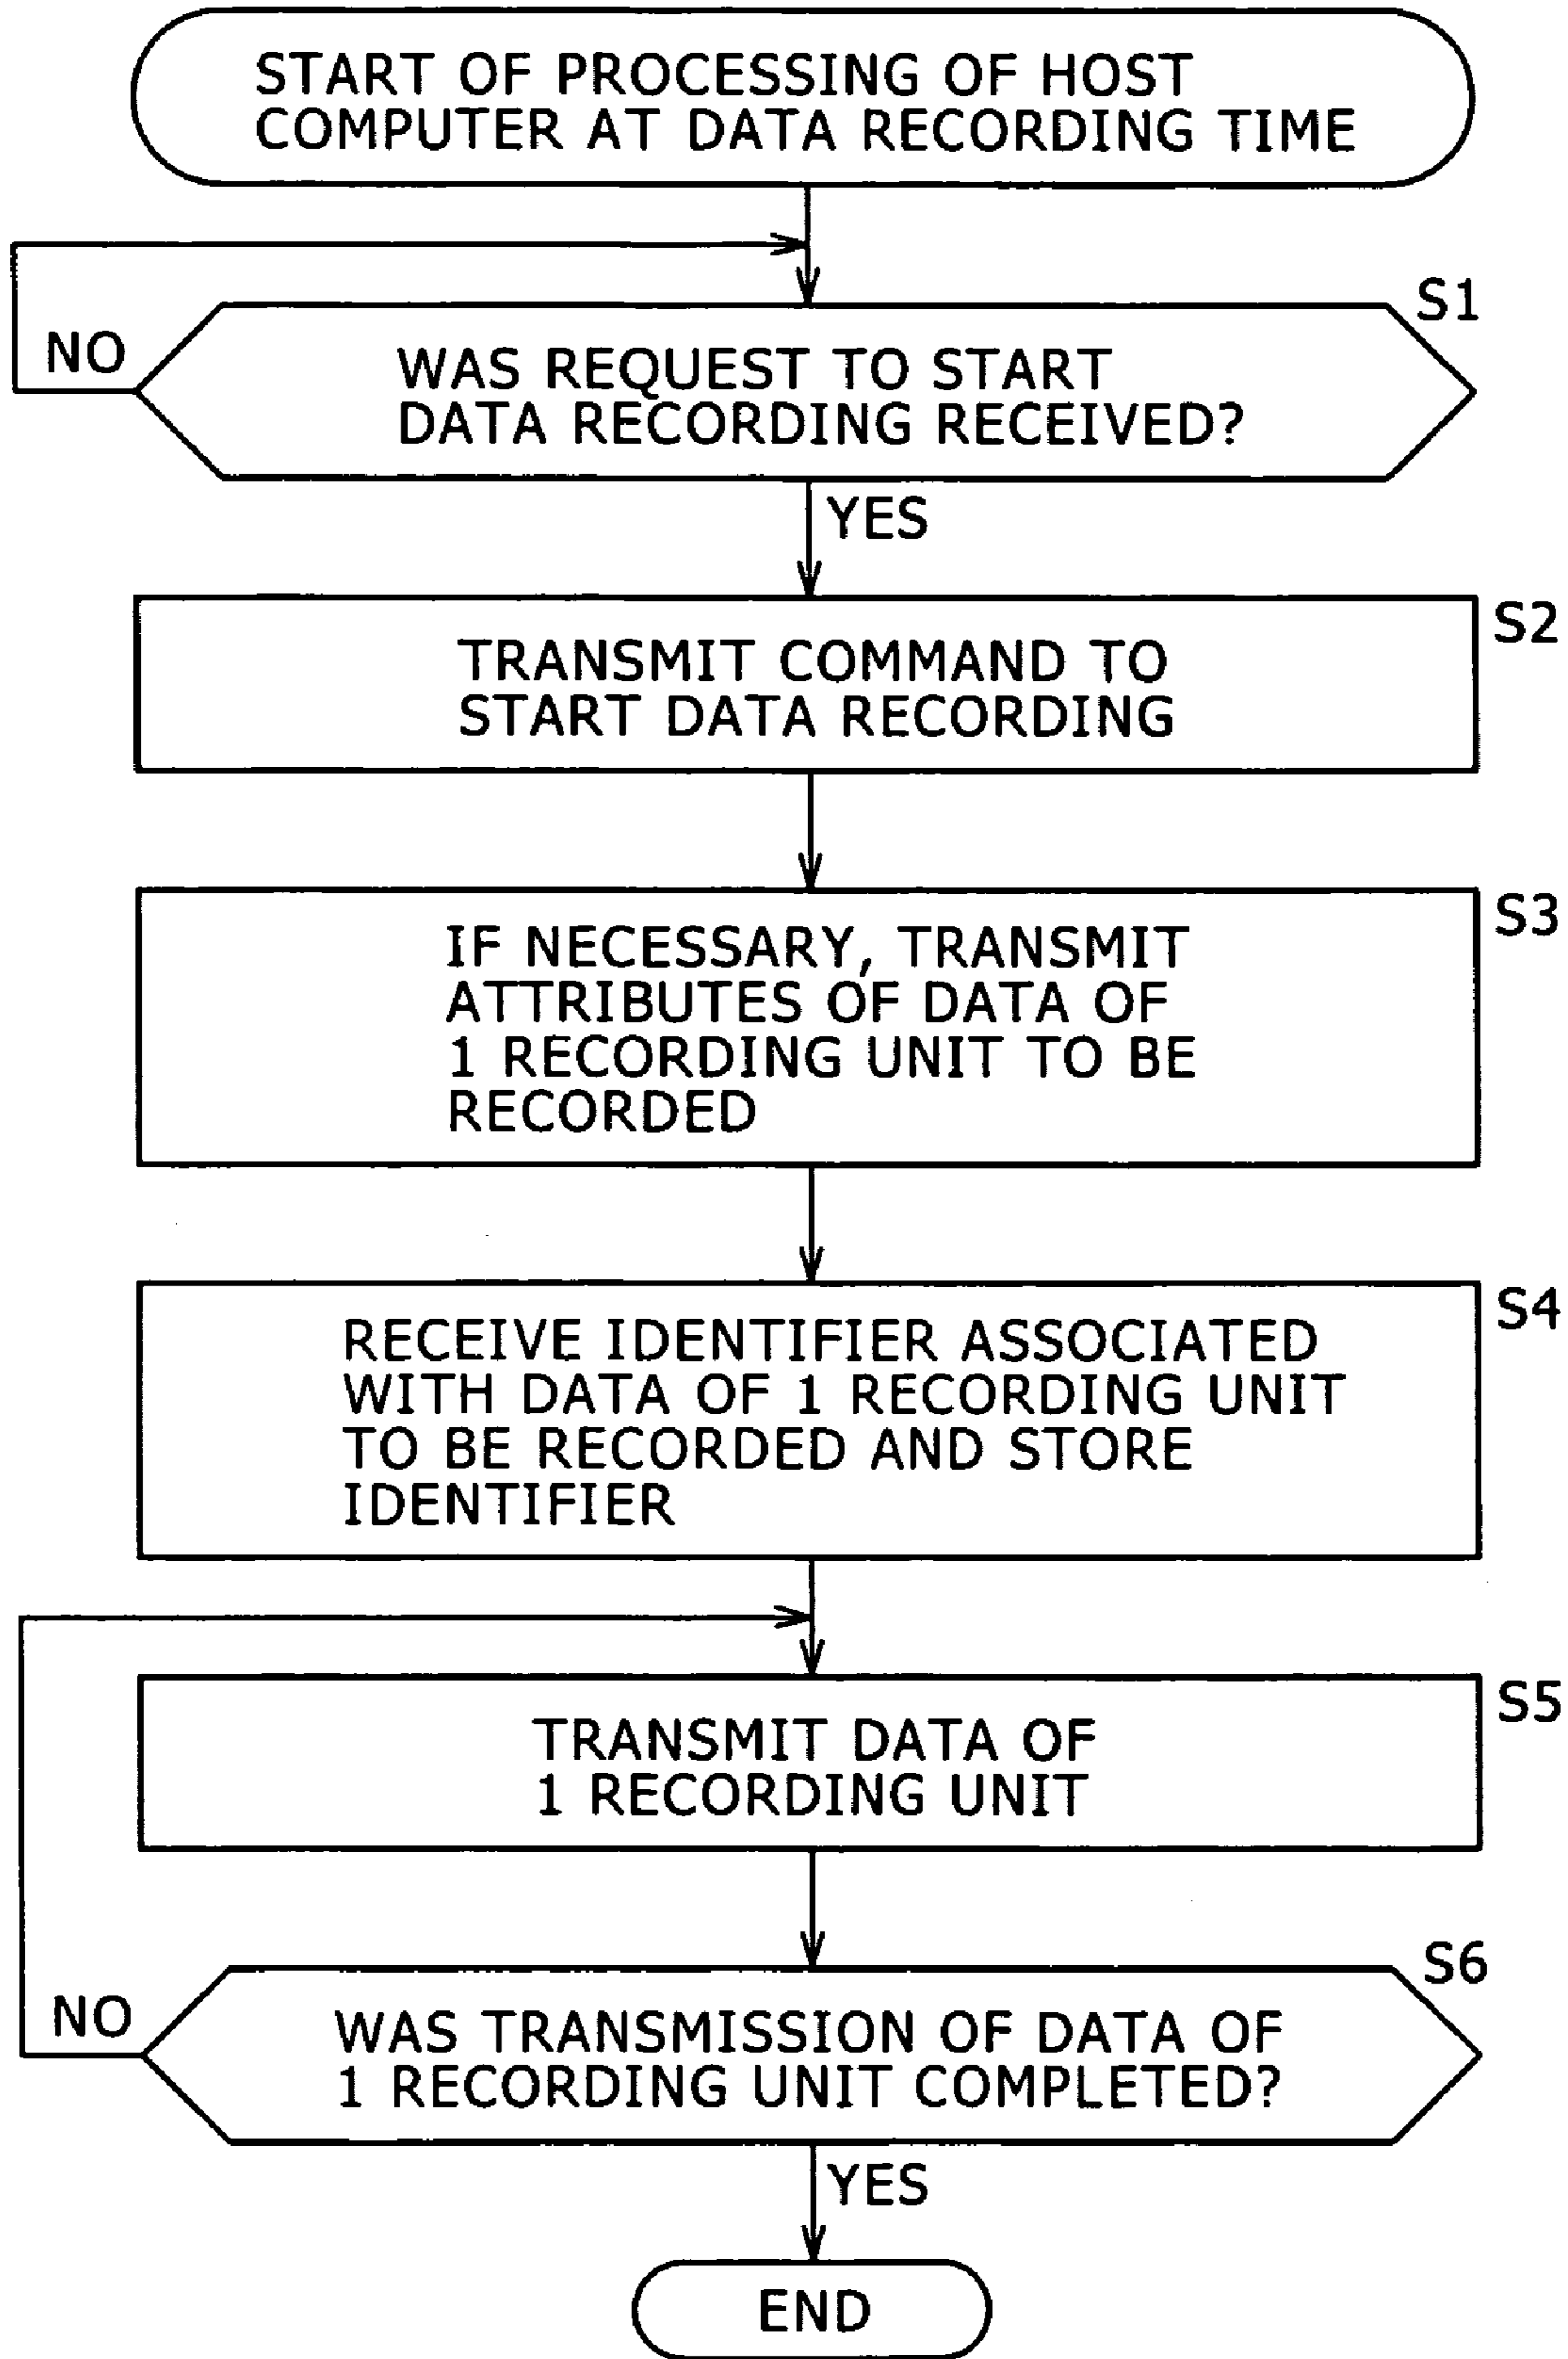 START OF PROCESSING OF HOST
COMPUTER AT DATA RECORDING TIME
S1
NO
WAS REQUEST TO START
DATA RECORDING RECEIVED?
YES
S2
TRANSMIT COMMAND TO
START DATA RECORDING
S3
IF NECESSARY, TRANSMIT
ATTRIBUTES OF DATA OF
1 RECORDING UNIT TO BE
RECORDED
S4
RECEIVE IDENTIFIER ASSOCIATED
WITH DATA OF 1 RECORDING UNIT
TO BE RECORDED AND STORE
IDENTIFIER
S5
TRANSMIT DATA OF
1 RECORDING UNIT
S6
NO
WAS TRANSMISSION OF DATA OF
1 RECORDING UNIT COMPLETED?
YES
END